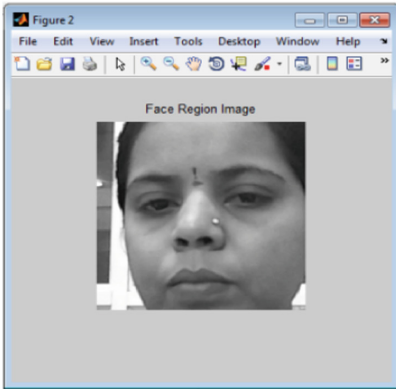 Figure 2
File Edit View Insert Tools Desktop Window Help
Face Region Image